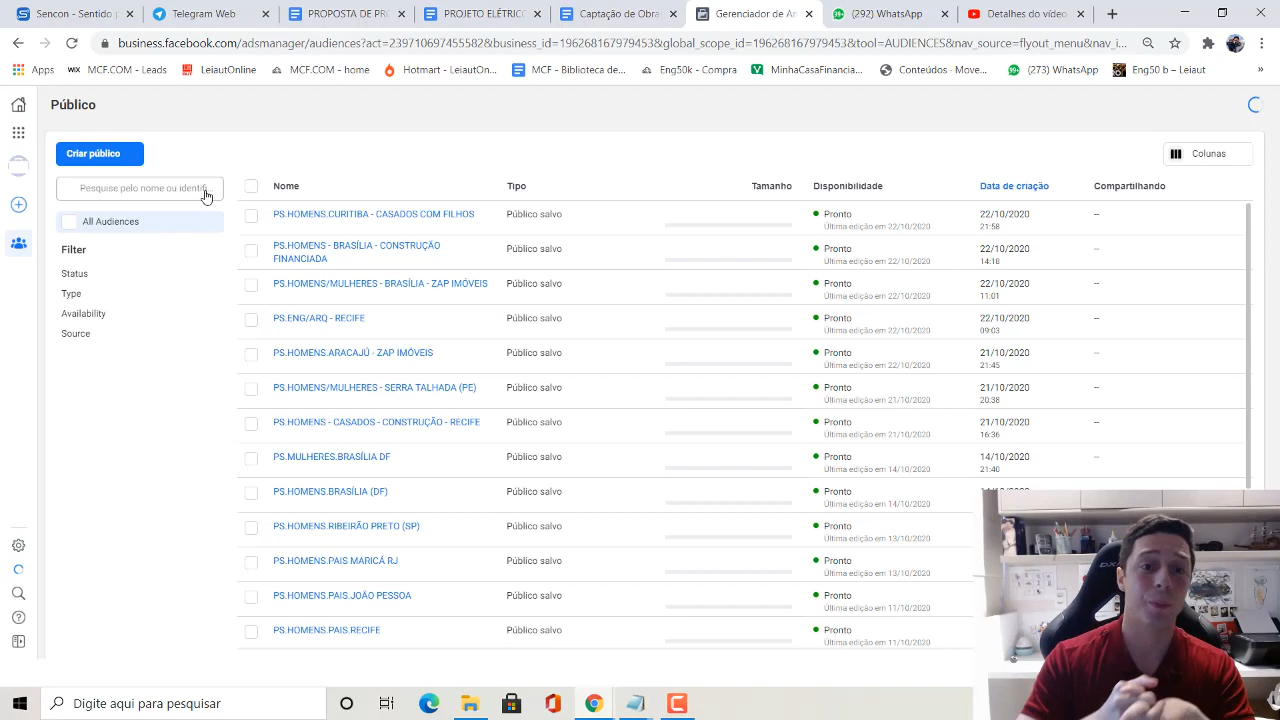 Sencon - Sistema d
Telegram Web
PROPOSTA DE PRO
PROJETO ELÉTRICO
Captação de Obra
Gerenciador de An
(292) WhatsApp
Detalhes do vídeo
business.facebook.com/adsmanager/audiences?act=2397106974555582&business_id=1962681679794538&global_scope_id=1962681679794538&tool=AUDIENCES&nav_source=flyout_menu&nav_i...
Apps
WIX MCF.COM - Leads
LeiautOnline
MCF.COM - home
Hotmart - LeiautOn...
MCF - Biblioteca de...
Eng50k - Compra
MinhaCasaFinancia...
Conteúdos - Move...
(273) WhatsApp
Eng50 b – Leiaut
»
Público
Criar público
Colunas
Pesquise pelo nome ou identifi
All Audiences
Filter
Status
Type
Availability
Source
Nome Tipo Tamanho Disponibilidade Data de criação Compartilhando
PS.HOMENS.CURITIBA - CASADOS COM FILHOS Público salvo Pronto 22/10/2020 --
Última edição em 22/10/2020 21:58
PS.HOMENS - BRASÍLIA - CONSTRUÇÃO
FINANCIADA Público salvo Pronto 22/10/2020 --
Última edição em 22/10/2020 14:18
PS.HOMENS/MULHERES - BRASÍLIA - ZAP IMÓVEIS Público salvo Pronto 22/10/2020 --
Última edição em 22/10/2020 11:01
PS.ENG/ARQ - RECIFE Público salvo Pronto 22/10/2020 --
Última edição em 22/10/2020 09:03
PS.HOMENS.ARACAJÚ - ZAP IMÓVEIS Público salvo Pronto 21/10/2020 --
Última edição em 21/10/2020 21:45
PS.HOMENS/MULHERES - SERRA TALHADA (PE) Público salvo Pronto 21/10/2020 --
Última edição em 21/10/2020 20:38
PS.HOMENS - CASADOS - CONSTRUÇÃO - RECIFE Público salvo Pronto 21/10/2020 --
Última edição em 21/10/2020 16:36
PS.MULHERES.BRASÍLIA DF Público salvo Pronto 14/10/2020 --
Última edição em 14/10/2020 21:40
PS.HOMENS.BRASÍLIA (DF) Público salvo Pronto
Última edição em 14/10/2020
PS.HOMENS.RIBEIRÃO PRETO (SP) Público salvo Pronto
Última edição em 13/10/2020
PS.HOMENS.PAIS MARICÁ RJ Público salvo Pronto
Última edição em 13/10/2020
PS.HOMENS.PAIS.JOÃO PESSOA Público salvo Pronto
Última edição em 11/10/2020
PS.HOMENS.PAIS.RECIFE Público salvo Pronto
Última edição em 11/10/2020
Digite aqui para pesquisar